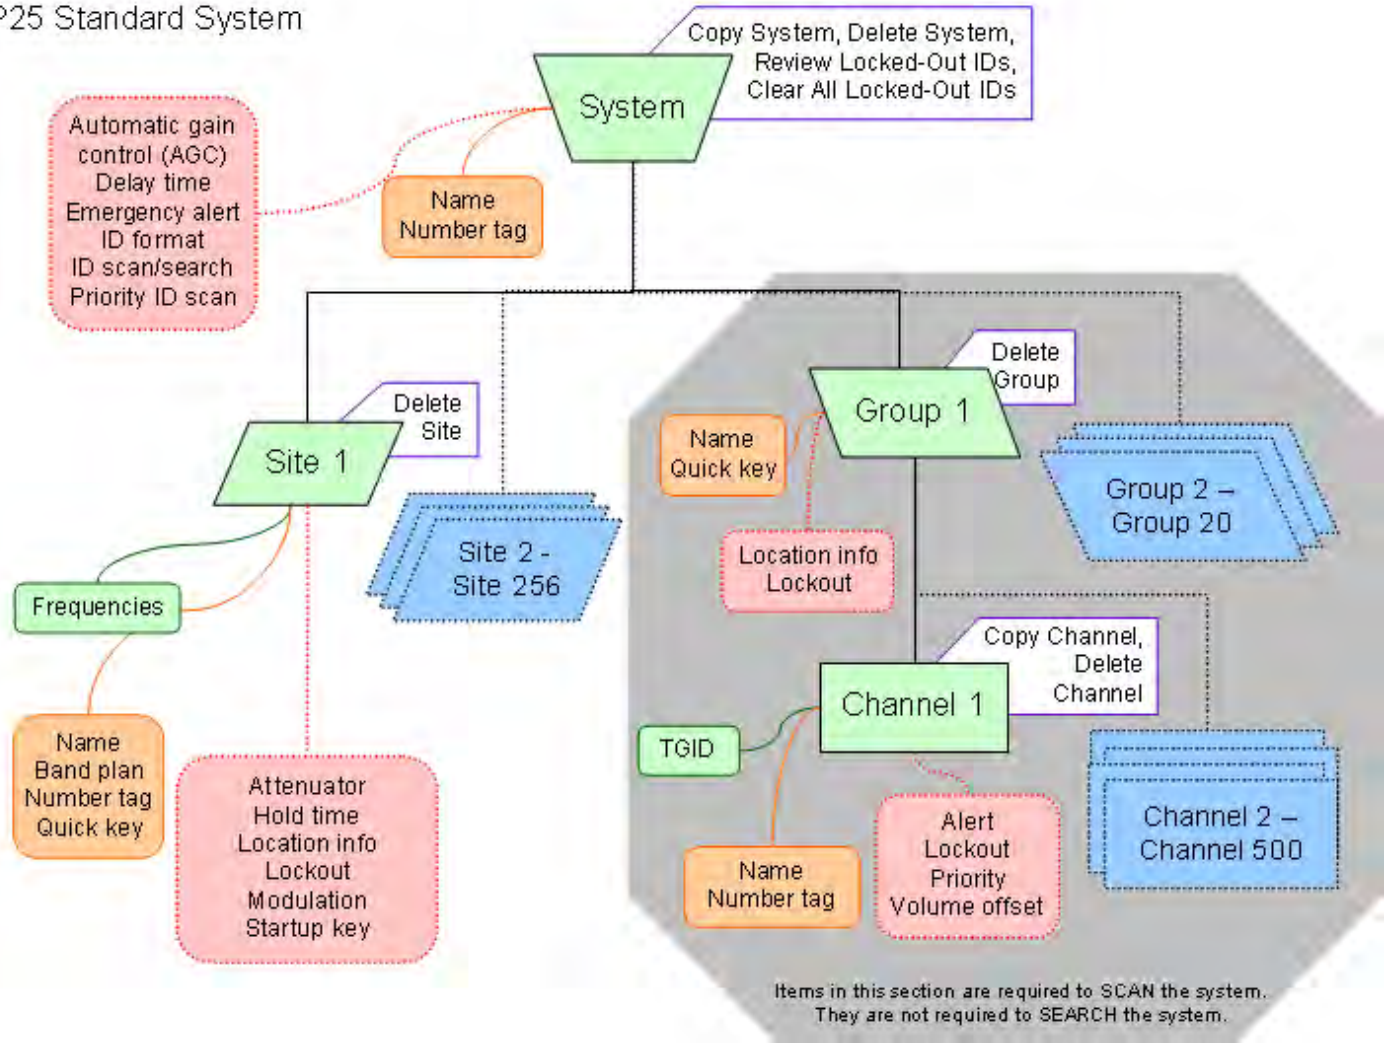 P25 Standard System
Copy System, Delete System,
Review Locked-Out IDs,
Clear All Locked-Out IDs
System
Automatic gain
control (AGC)
Delay time
Emergency alert
ID format
ID scan/search
Priority ID scan
Name
Number tag
Delete
Site
Site 1
Site 2 -
Site 256
Frequencies
Name
Band plan
Number tag
Quick key
Attenuator
Hold time
Location info
Lockout
Modulation
Startup key
Delete
Group
Group 1
Name
Quick key
Group 2 –
Group 20
Location info
Lockout
Copy Channel,
Delete
Channel
Channel 1
TGID
Name
Number tag
Alert
Lockout
Priority
Volume offset
Channel 2 –
Channel 500
Items in this section are required to SCAN the system.
They are not required to SEARCH the system.